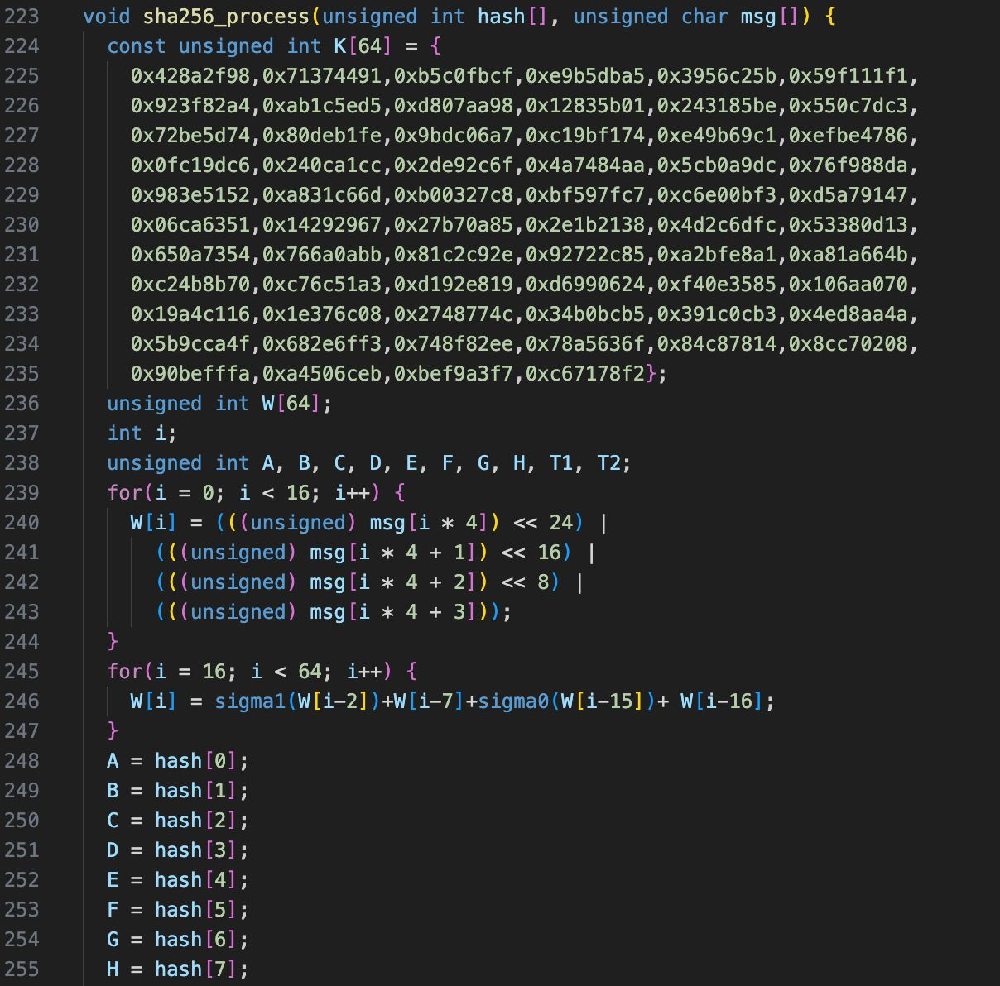 223 void sha256_process(unsigned int hash[], unsigned char msg[]) {
224 const unsigned int K[64] = {
225 0x428a2f98,0x71374491,0xb5c0fbcf,0xe9b5dba5,0x3956c25b,0x59f111f1,
226 0x923f82a4,0xab1c5ed5,0xd807aa98,0x12835b01,0x243185be,0x550c7dc3,
227 0x72be5d74,0x80deb1fe,0x9bdc06a7,0xc19bf174,0xe49b69c1,0xefbe4786,
228 0x0fc19dc6,0x240ca1cc,0x2de92c6f,0x4a7484aa,0x5cb0a9dc,0x76f988da,
229 0x983e5152,0xa831c66d,0xb00327c8,0xbf597fc7,0xc6e00bf3,0xd5a79147,
230 0x06ca6351,0x14292967,0x27b70a85,0x2e1b2138,0x4d2c6dfc,0x53380d13,
231 0x650a7354,0x766a0abb,0x81c2c92e,0x92722c85,0xa2bfe8a1,0xa81a664b,
232 0xc24b8b70,0xc76c51a3,0xd192e819,0xd6990624,0xf40e3585,0x106aa070,
233 0x19a4c116,0x1e376c08,0x2748774c,0x34b0bcb5,0x391c0cb3,0x4ed8aa4a,
234 0x5b9cca4f,0x682e6ff3,0x748f82ee,0x78a5636f,0x84c87814,0x8cc70208,
235 0x90befffa,0xa4506ceb,0xbef9a3f7,0xc67178f2};
236 unsigned int W[64];
237 int i;
238 unsigned int A, B, C, D, E, F, G, H, T1, T2;
239 for(i = 0; i < 16; i++) {
240 W[i] = (((unsigned) msg[i * 4]) << 24) |
241 (((unsigned) msg[i * 4 + 1]) << 16) |
242 (((unsigned) msg[i * 4 + 2]) << 8) |
243 (((unsigned) msg[i * 4 + 3]));
244 }
245 for(i = 16; i < 64; i++) {
246 W[i] = sigma1(W[i-2])+W[i-7]+sigma0(W[i-15])+ W[i-16];
247 }
248 A = hash[0];
249 B = hash[1];
250 C = hash[2];
251 D = hash[3];
252 E = hash[4];
253 F = hash[5];
254 G = hash[6];
255 H = hash[7];